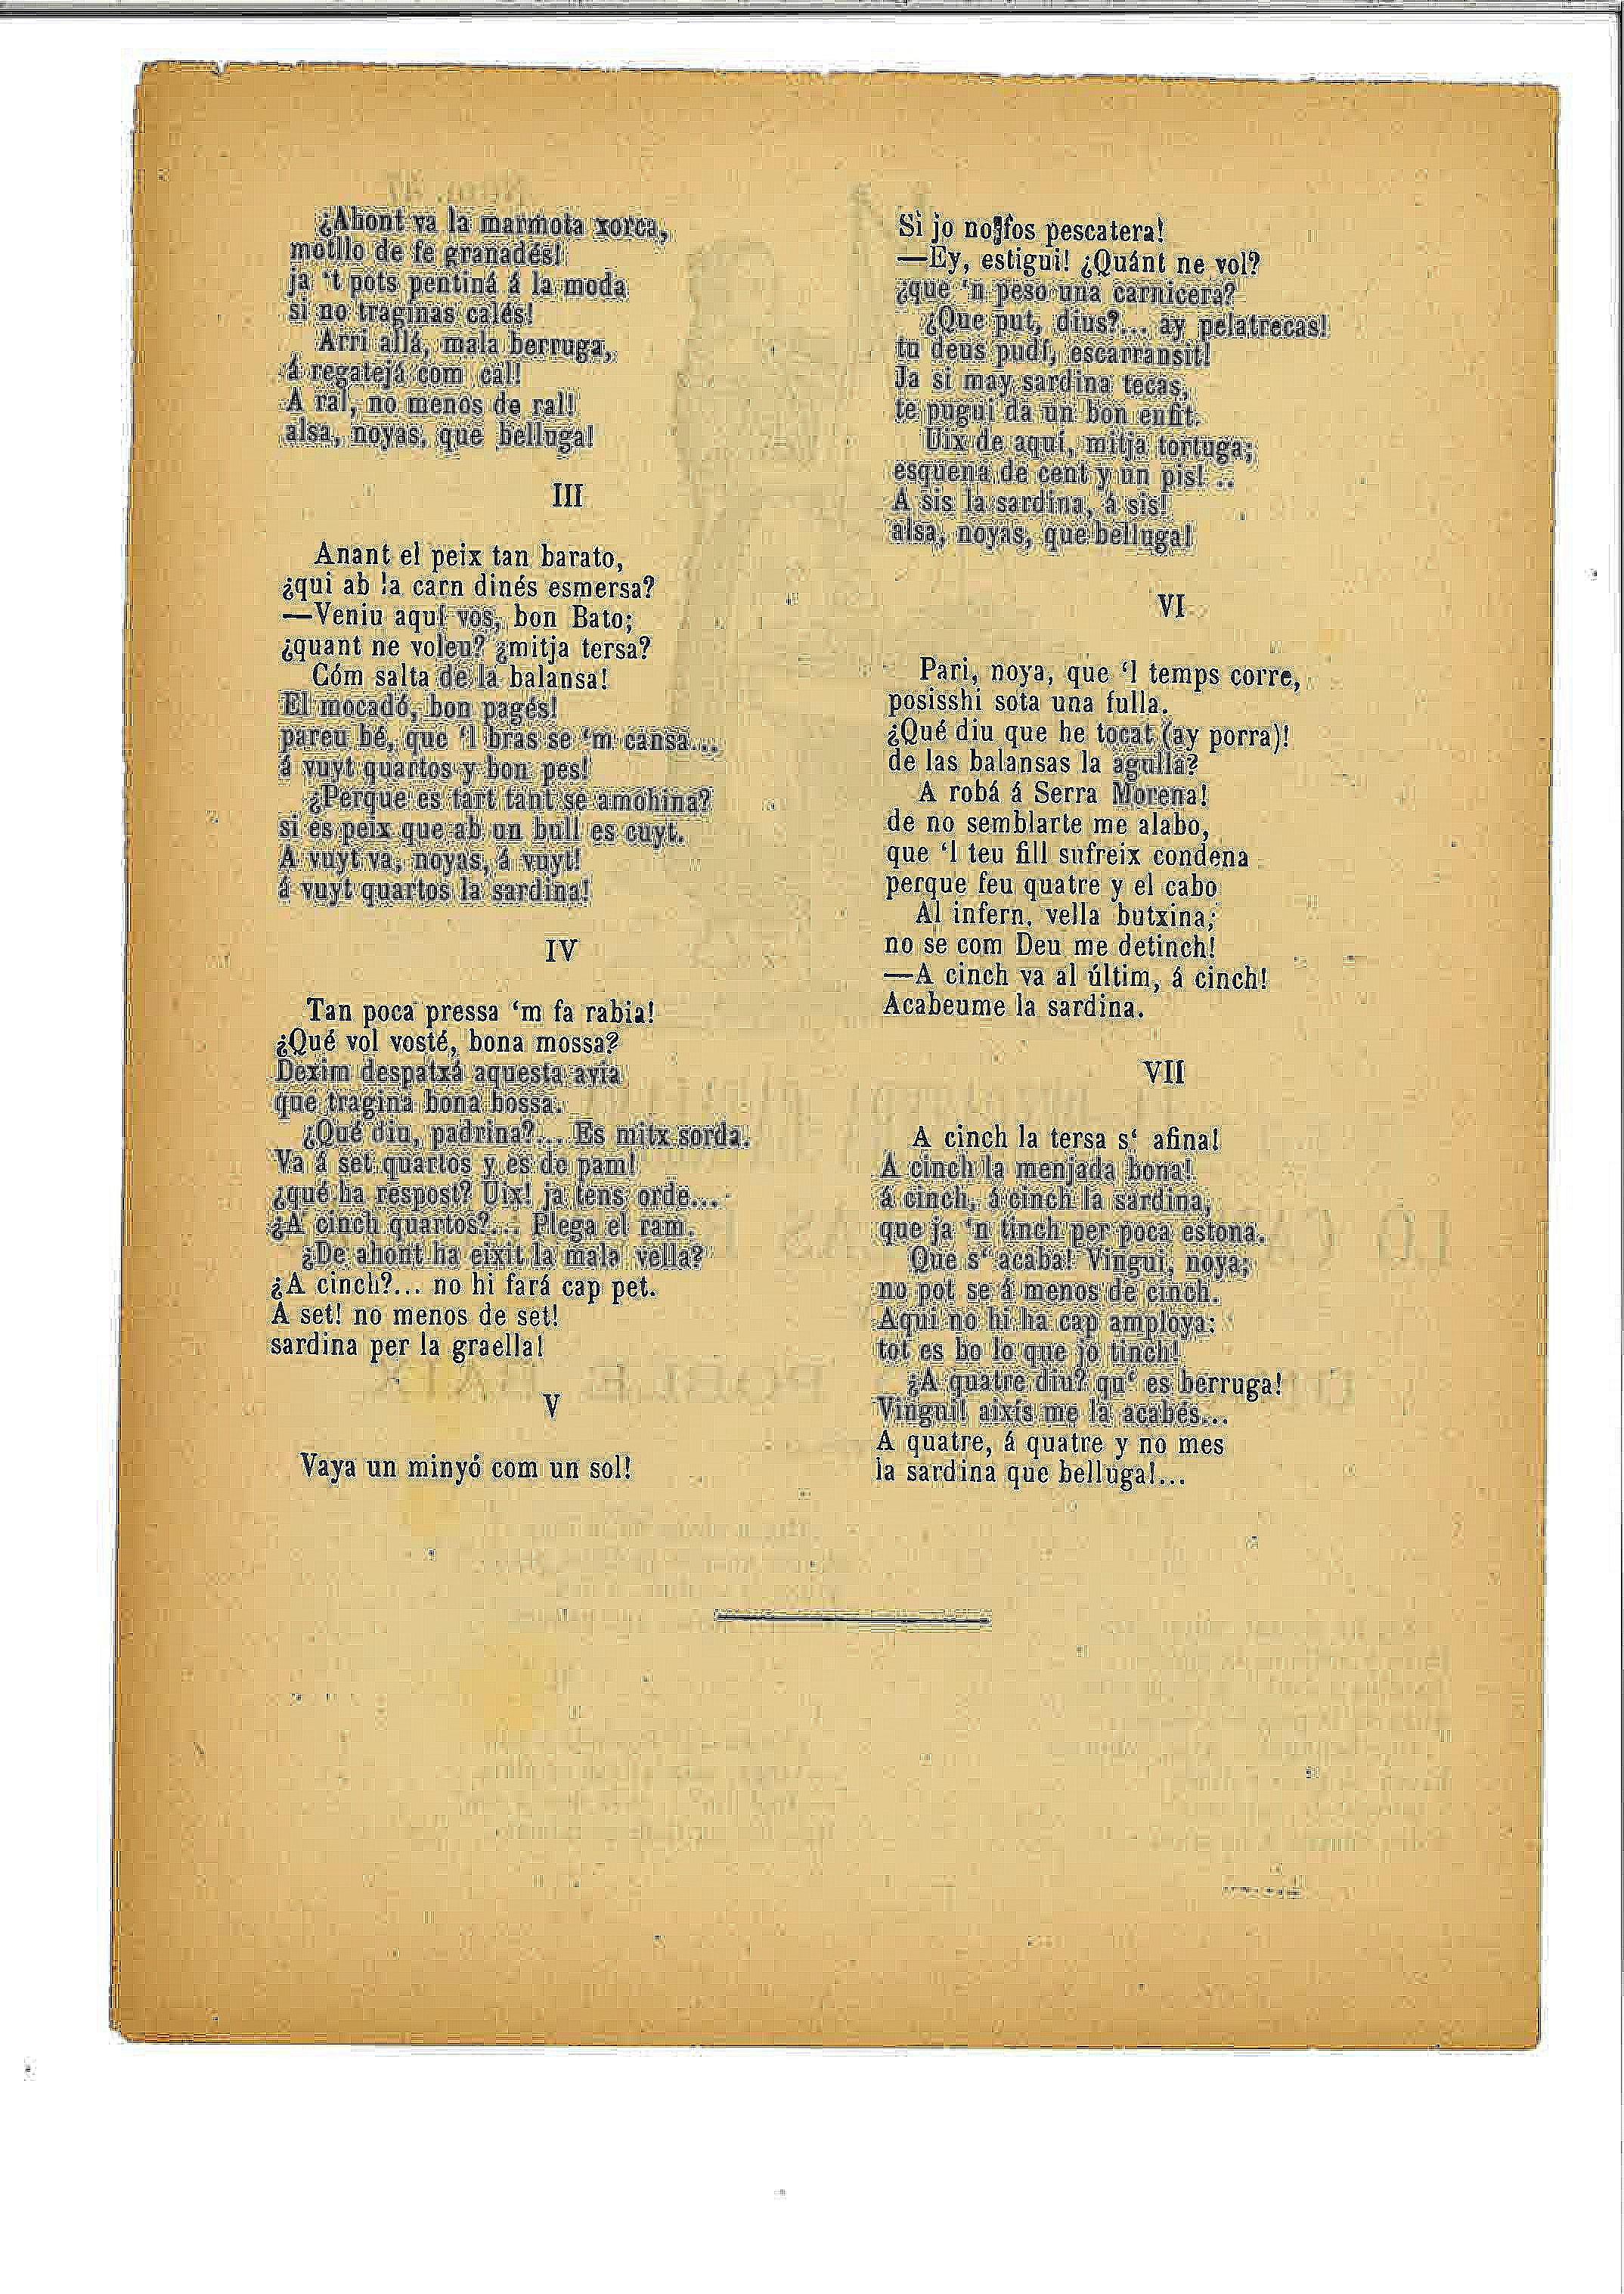 ¿Ahont va la marmota xorca,
motllo de fe granadés!
ja ‘t pots pentiná á la moda
si no traginas calés!
Arri allá, mala berruga,
á regatejá com cal!
A ral, no menos de ral!
alsa, noyas, que belluga!
III
Anant el peix tan barato,
¿qui ab la carn dinés esmersa?
—Veniu aquí vos, bon Bato;
¿quant ne voleu? ¿mitja tersa?
Cóm salta de la balansa!
El mocadó, bon pagés!
pareu bé, que ‘l bras se ‘m cansa...
á vuyt quartos y bon pes!
¿Perque es tart tant se amohina?
si es peix que ab un bull es cuyt.
A vuyt va, noyas, á vuyt!
á vuyt quartos la sardina!
IV
Tan poca pressa ‘m fa rabia!
¿Qué vol vosté, bona mossa?
Dexim despatxá aquesta avia
que tragina bona bossa.
¿Qué diu, padrina?... Es mitx sorda.
Va á set quartos y es de pam!
¿qué ha respost? Uix! ja tens orde...
¿A cinch quartos?... Plega el ram.
¿De ahont ha eixit la mala vella?
¿A cinch?... no hi fará cap pet.
A set! no menos de set!
sardina per la graella!
V
Vaya un minyó com un sol!
Si jo no fos pescatera!
—Ey, estigui! ¿Quánt ne vol?
¿que ‘n peso una carnicera?
¿Que put, dius?... ay pelatrecas!
tu deus pudí, escarransit!
Ja si may sardina tecas,
te pugui da un bon enfit.
Uix de aquí, mitja tortuga;
esquena de cent y un pis!...
A sis la sardina, á sis!
alsa, noyas, que belluga!
VI
Pari, noya, que ‘l temps corre,
posisshi sota una fulla.
¿Qué diu que he tocat (ay porra)!
de las balansas la agulla?
A robá á Serra Morena!
de no semblarte me alabo,
que ‘l teu fill sufreix condena
perque feu quatre y el cabo
Al infern, vella butxina;
no se com Deu me detinch!
—A cinch va al últim, á cinch!
Acabeume la sardina.
VII
A cinch la tersa s‘ afina!
A cinch la menjada bona!
á cinch, á cinch la sardina,
que ja ‘n tinch per poca estona.
Que s‘ acaba! Vingui, noya;
no pot se á menos de cinch.
Aquí no hi ha cap amploya:
tot es bo lo que jo tinch!
¿A quatre diu? qu‘ es berruga!
Vingui! aixís me la acabés...
A quatre, á quatre y no mes
la sardina que belluga!...